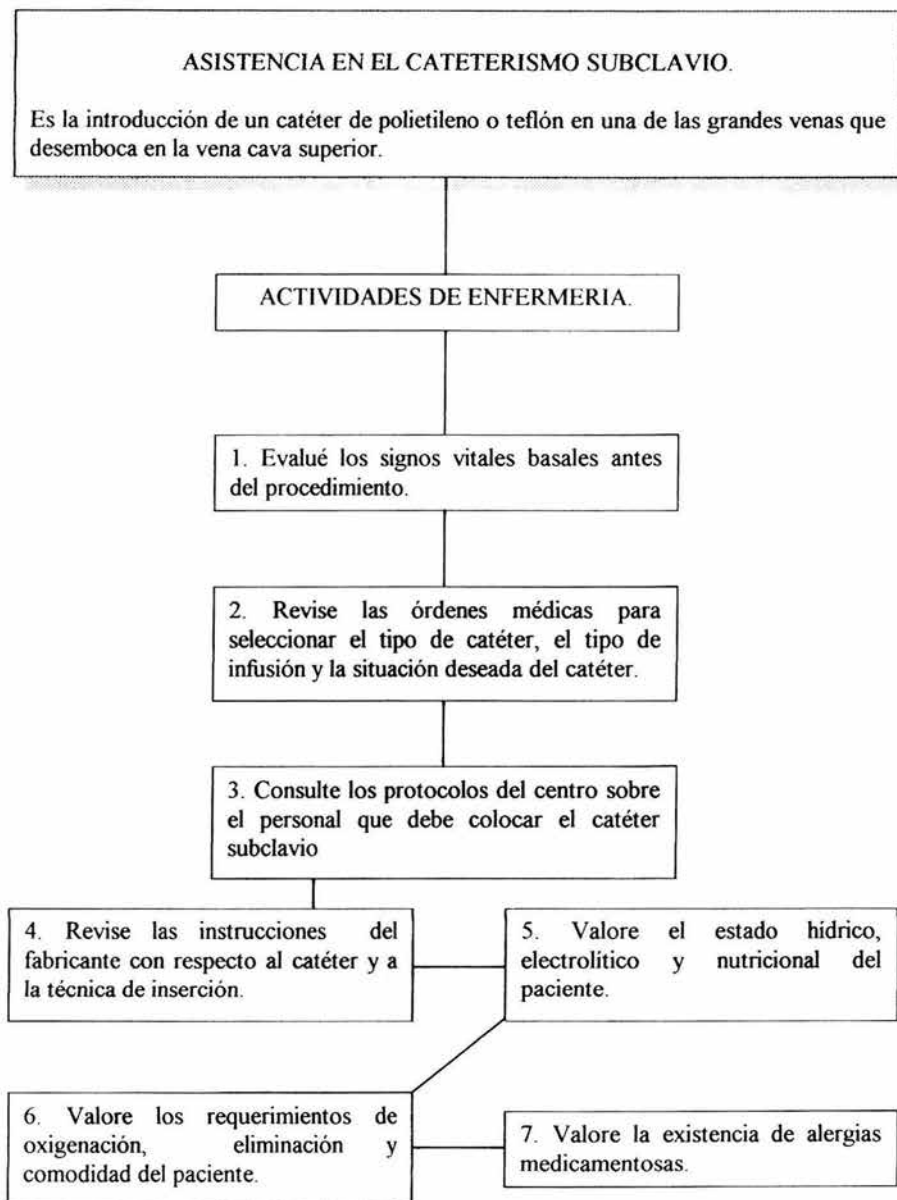 ASISTENCIA EN EL CATETERISMO SUBCLAVIO.
Es la introducción de un catéter de polietileno o teflón en una de las grandes venas que
desemboca en la vena cava superior.
ACTIVIDADES DE ENFERMERIA.
1. Evalué los signos vitales basales antes
del procedimiento.
2. Revise las órdenes médicas para
seleccionar el tipo de catéter, el tipo de
infusión y la situación deseada del catéter.
3. Consulte los protocolos del centro sobre
el personal que debe colocar el catéter
subclavio
4. Revise las instrucciones del
fabricante con respecto al catéter y a
la técnica de inserción.
5. Valore el estado hídrico,
electrolítico y nutricional del
paciente.
6. Valore los requerimientos de
oxigenación, eliminación y
comodidad del paciente.
7. Valore la existencia de alergias
medicamentosas.